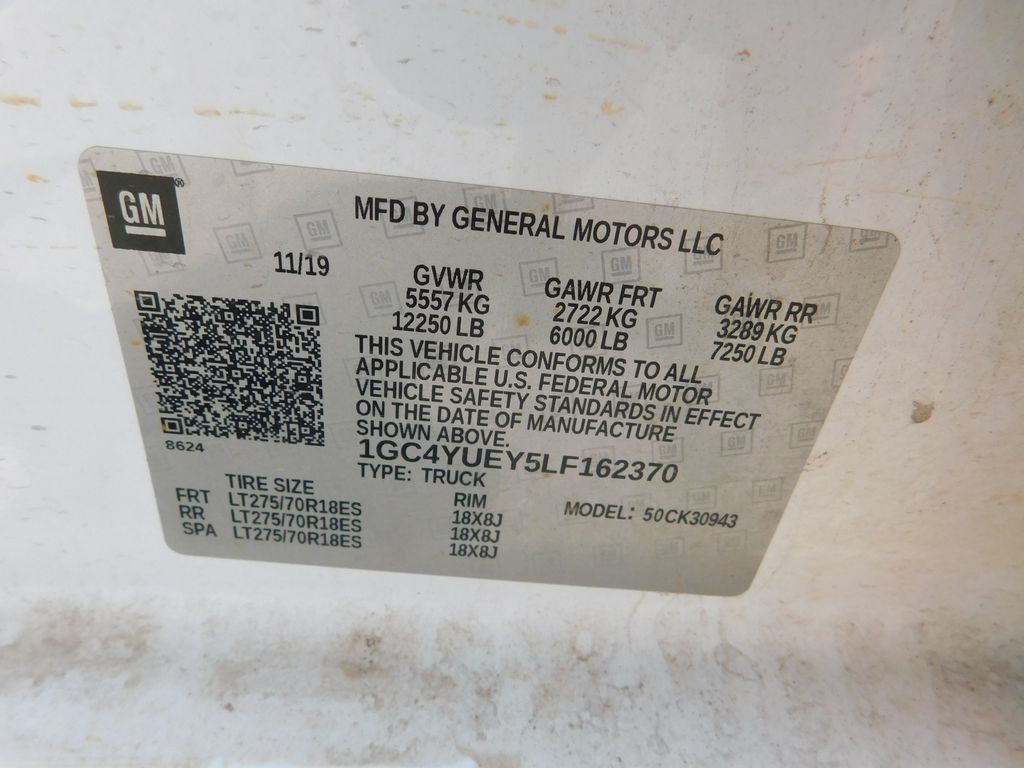 GM
MFD BY GENERAL MOTORS LLC
11/19
GVWR
5557 KG
12250 LB
GAWR FRT
2722 KG
6000 LB
GAWR RR
3289 KG
7250 LB
THIS VEHICLE CONFORMS TO ALL
APPLICABLE U.S. FEDERAL MOTOR
VEHICLE SAFETY STANDARDS IN EFFECT
ON THE DATE OF MANUFACTURE
SHOWN ABOVE.
8624
1GC4YUEY5LF162370
TYPE: TRUCK
TIRE SIZE RIM
FRT LT275/70R18ES 18X8J
RR LT275/70R18ES 18X8J
SPA LT275/70R18ES 18X8J
MODEL: 50CK30943